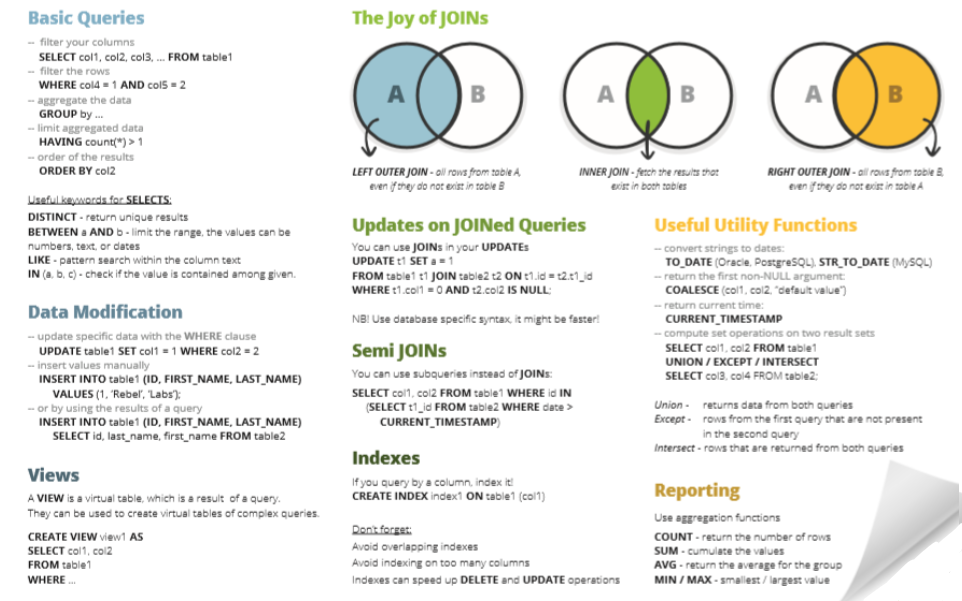 Basic Queries
-- filter your columns
SELECT col1, col2, col3, ... FROM table1
-- filter the rows
WHERE col4 = 1 AND col5 = 2
-- aggregate the data
GROUP by ...
-- limit aggregated data
HAVING count(*) > 1
-- order of the results
ORDER BY col2
Useful keywords for SELECTS:
DISTINCT - return unique results
BETWEEN a AND b - limit the range, the values can be
numbers, text, or dates
LIKE - pattern search within the column text
IN (a, b, c) - check if the value is contained among given.
Data Modification
-- update specific data with the WHERE clause
UPDATE table1 SET col1 = 1 WHERE col2 = 2
-- insert values manually
INSERT INTO table1 (ID, FIRST_NAME, LAST_NAME)
VALUES (1, 'Rebel', 'Labs');
-- or by using the results of a query
INSERT INTO table1 (ID, FIRST_NAME, LAST_NAME)
SELECT id, last_name, first_name FROM table2
Views
A VIEW is a virtual table, which is a result of a query.
They can be used to create virtual tables of complex queries.
CREATE VIEW view1 AS
SELECT col1, col2
FROM table1
WHERE ...
The Joy of JOINs
A B
A B
A B
LEFT OUTER JOIN - all rows from table A,
even if they do not exist in table B
INNER JOIN - fetch the results that
exist in both tables
RIGHT OUTER JOIN - all rows from table B,
even if they do not exist in table A
Updates on JOINed Queries
You can use JOINs in your UPDATEs
UPDATE t1 SET a = 1
FROM table1 t1 JOIN table2 t2 ON t1.id = t2.t1_id
WHERE t1.col1 = 0 AND t2.col2 IS NULL;
NB! Use database specific syntax, it might be faster!
Semi JOINs
You can use subqueries instead of JOINs:
SELECT col1, col2 FROM table1 WHERE id IN
(SELECT t1_id FROM table2 WHERE date >
CURRENT_TIMESTAMP)
Indexes
If you query by a column, index it!
CREATE INDEX index1 ON table1 (col1)
Don't forget:
Avoid overlapping indexes
Avoid indexing on too many columns
Indexes can speed up DELETE and UPDATE operations
Useful Utility Functions
-- convert strings to dates:
TO_DATE (Oracle, PostgreSQL), STR_TO_DATE (MySQL)
-- return the first non-NULL argument:
COALESCE (col1, col2, "default value")
-- return current time:
CURRENT_TIMESTAMP
-- compute set operations on two result sets
SELECT col1, col2 FROM table1
UNION / EXCEPT / INTERSECT
SELECT col3, col4 FROM table2;
Union - returns data from both queries
Except - rows from the first query that are not present
in the second query
Intersect - rows that are returned from both queries
Reporting
Use aggregation functions
COUNT - return the number of rows
SUM - cumulate the values
AVG - return the average for the group
MIN / MAX - smallest / largest value